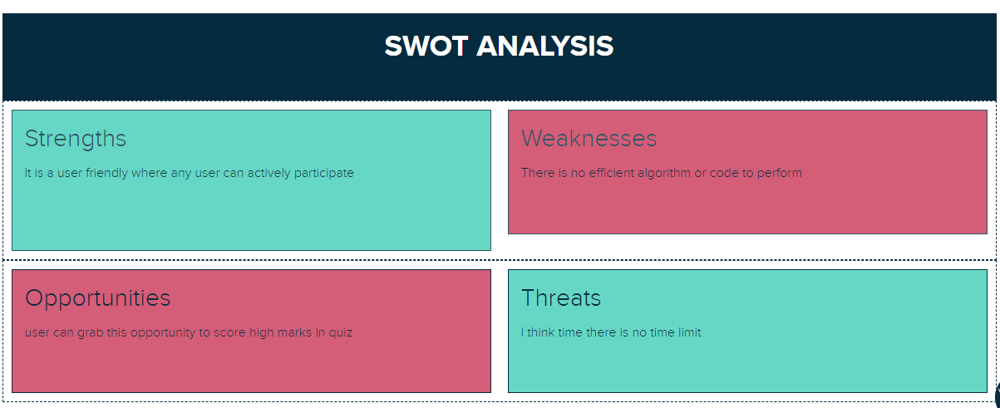 SWOT ANALYSIS
Strengths
It is a user friendly where any user can actively participate
Weaknesses
There is no efficient algorithm or code to perform
Opportunities
user can grab this opportunity to score high marks in quiz
Threats
I think time there is no time limit